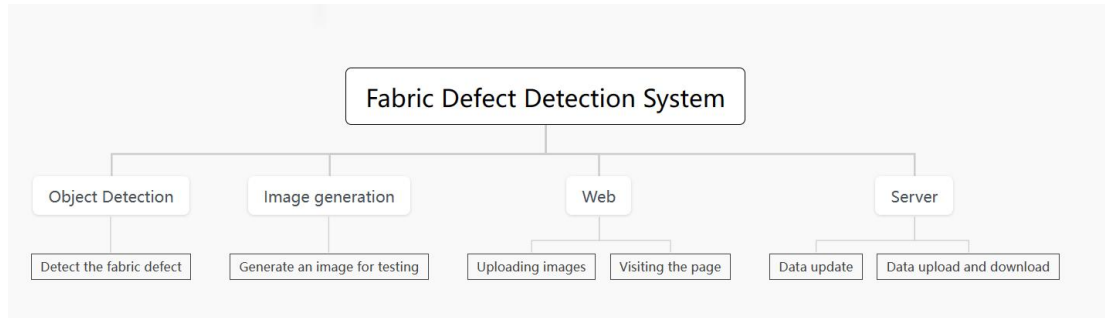 Fabric Defect Detection System
Object Detection
Image generation
Web
Server
Detect the fabric defect
Generate an image for testing
Uploading images
Visiting the page
Data update
Data upload and download